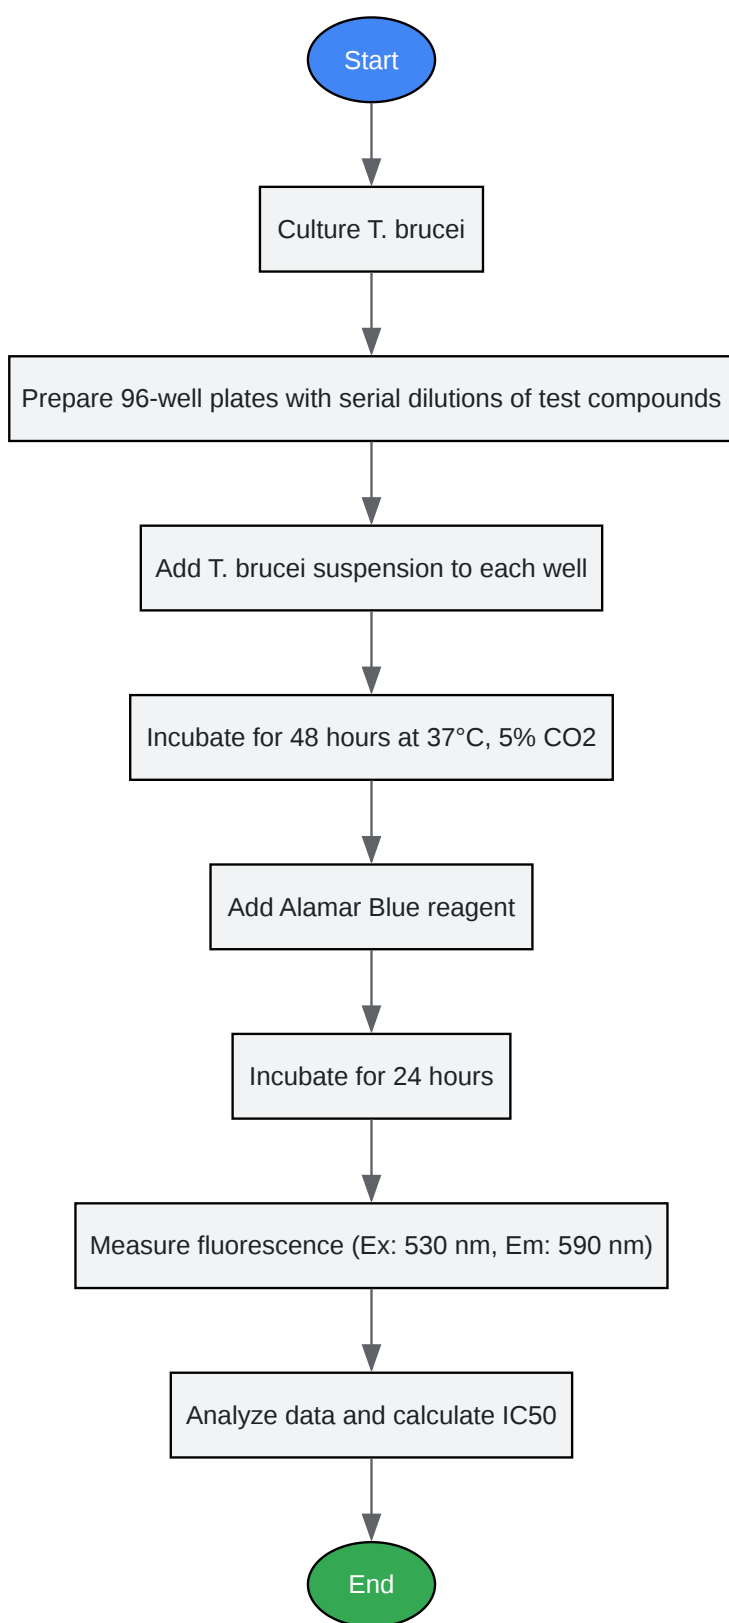 Start
Culture T. brucei
Prepare 96-well plates with serial dilutions of test compounds
Add T. brucei suspension to each well
Incubate for 48 hours at 37°C, 5% CO2
Add Alamar Blue reagent
Incubate for 24 hours
Measure fluorescence (Ex: 530 nm, Em: 590 nm)
Analyze data and calculate IC50
End